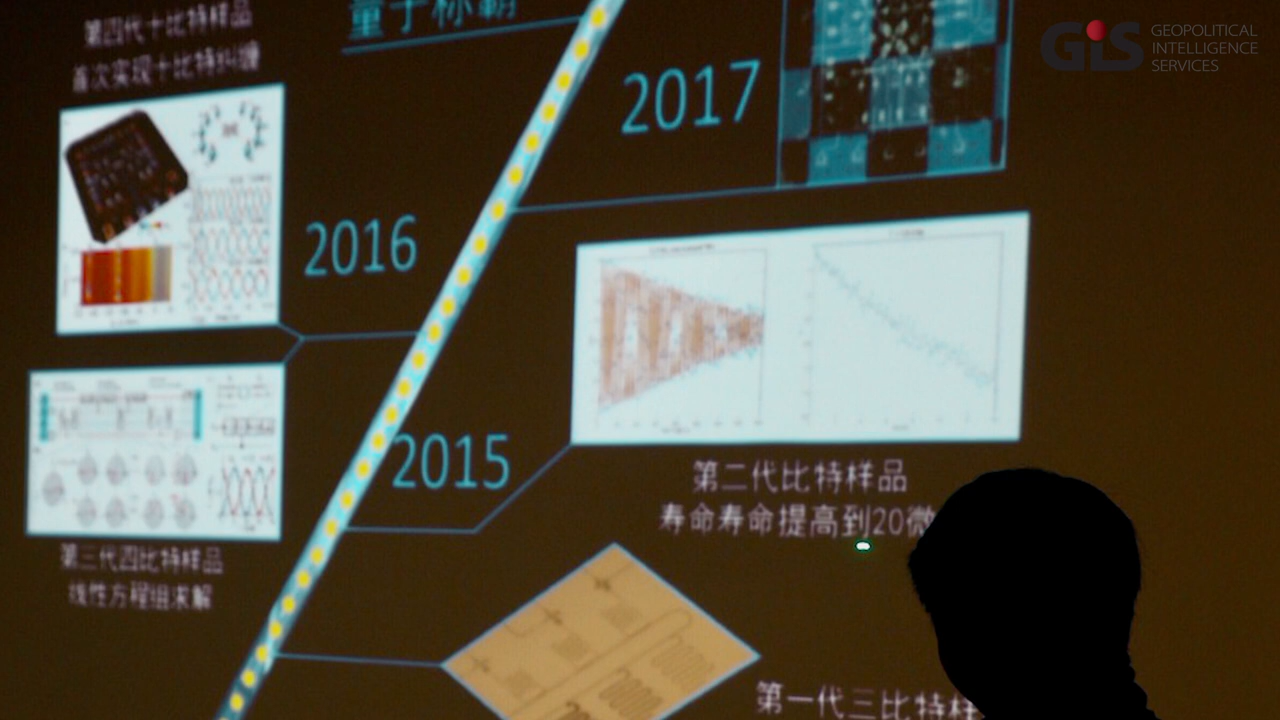 第四代十比特样品
首次实现十比特纠缠
量子称霸
2017
GIS GEOPOLITICAL
INTELLIGENCE
SERVICES
2016
2015
第二代比特样品
寿命寿命提高到20微
第三代四比特样品
线性方程组求解
第一代三比特样